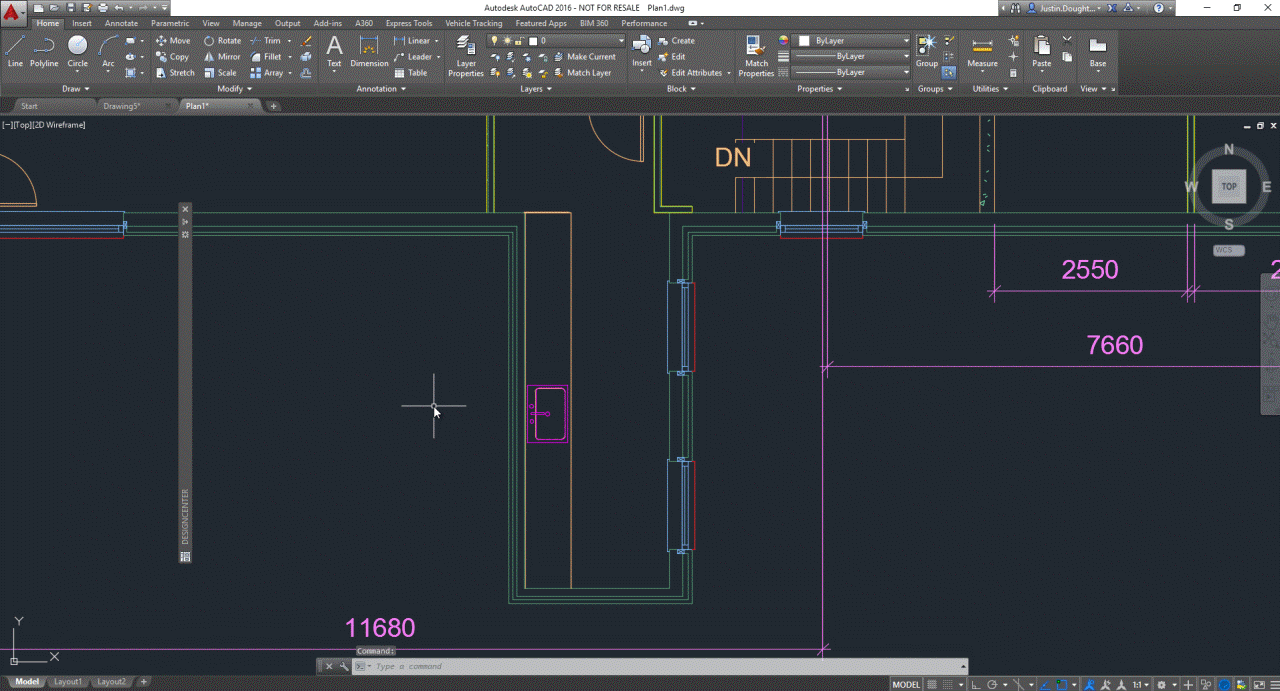 Autodesk AutoCAD 2016 - NOT FOR RESALE Plan1.dwg
Justin.Dought...
Home Insert Annotate Parametric View Manage Output Add-ins A360 Express Tools Vehicle Tracking Featured Apps BIM 360 Performance
Move Rotate Trim Linear 0 Create ByLayer
Copy Mirror Fillet Leader Make Current Edit ByLayer
Stretch Scale Array Table Match Layer Edit Attributes ByLayer
Line Polyline Circle Arc Text Dimension Layer Properties Insert Match Properties Group Measure Paste Base
Draw Modify Annotation Layers Block Properties Groups Utilities Clipboard View
Start Drawing5* Plan1*
[−][Top][2D Wireframe]
DN
N
W TOP E
S
WCS
2550
2
7660
DESIGNCENTER
11680
Y
X
Command:
Type a command
Model Layout1 Layout2
MODEL 1:1